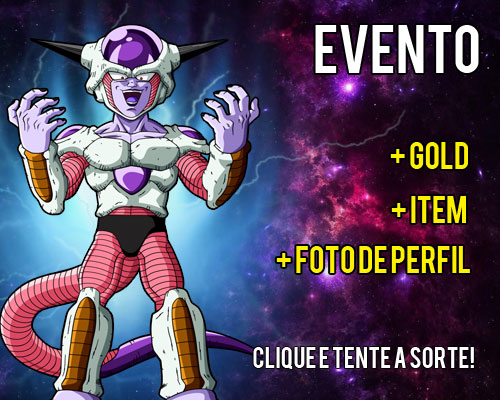 EVENTO
+ GOLD
+ ITEM
+ FOTO DE PERFIL
CLIQUE E TENTE A SORTE!